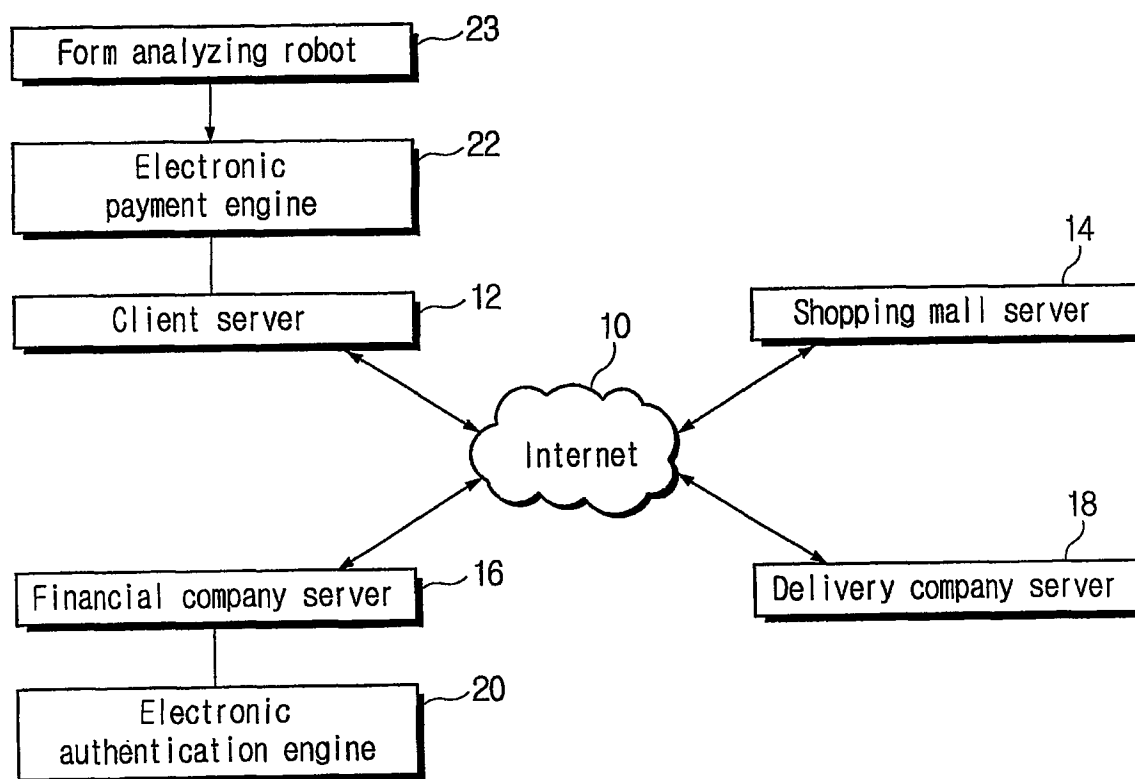 Form analyzing robot
23
Electronic
payment engine
22
Client server
12
14
Shopping mall server
10
Internet
18
Financial company server
16
Delivery company server
Electronic
authentication engine
20